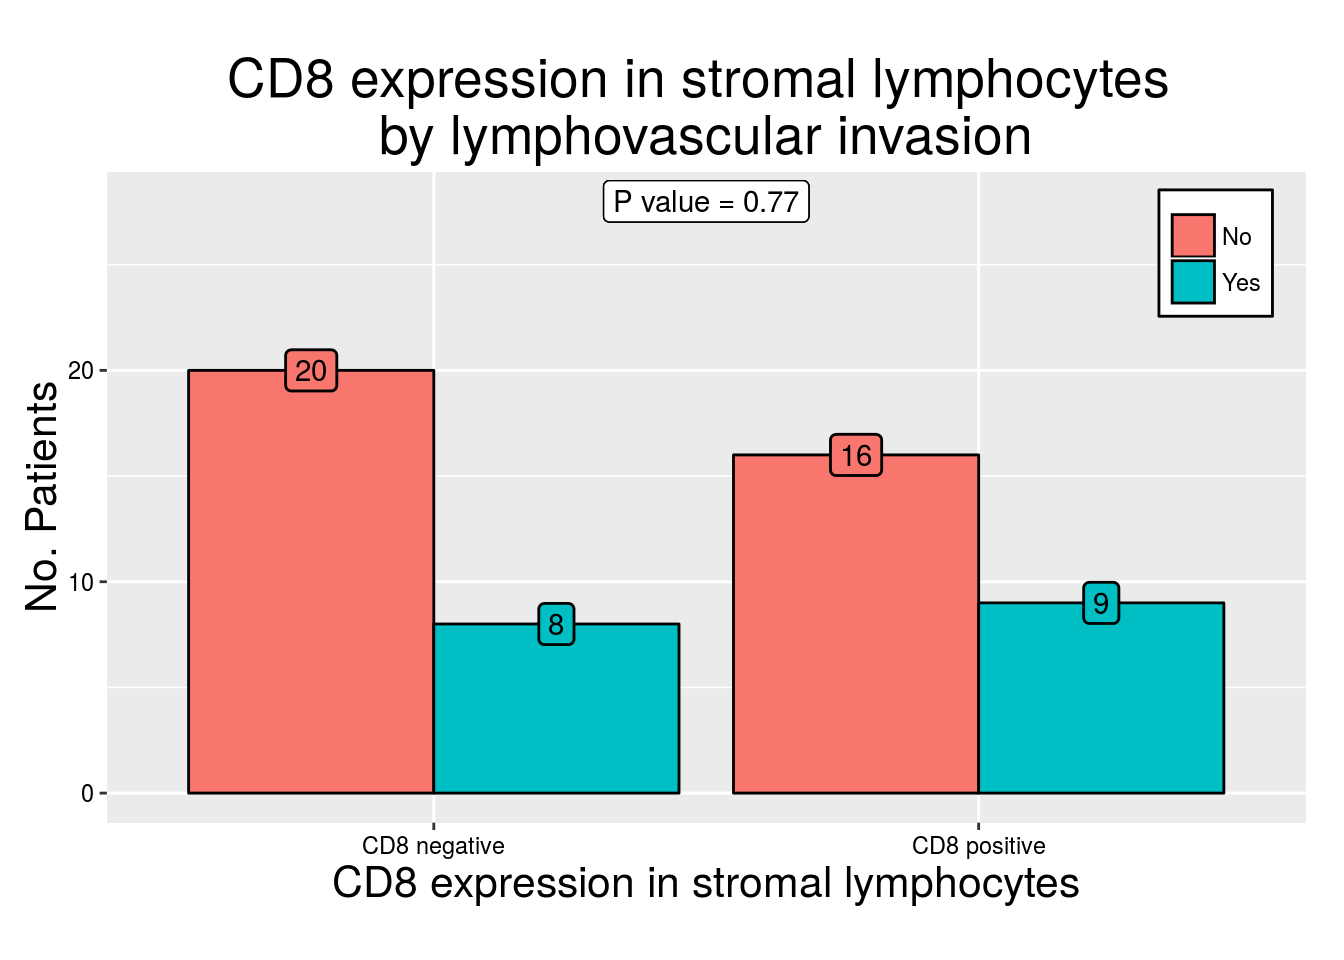 CD8 expression in stromal lymphocytes
by lymphovascular invasion
P value = 0.77
No
Yes
20
8
16
9
No. Patients
20
10
0
CD8 negative
CD8 positive
CD8 expression in stromal lymphocytes